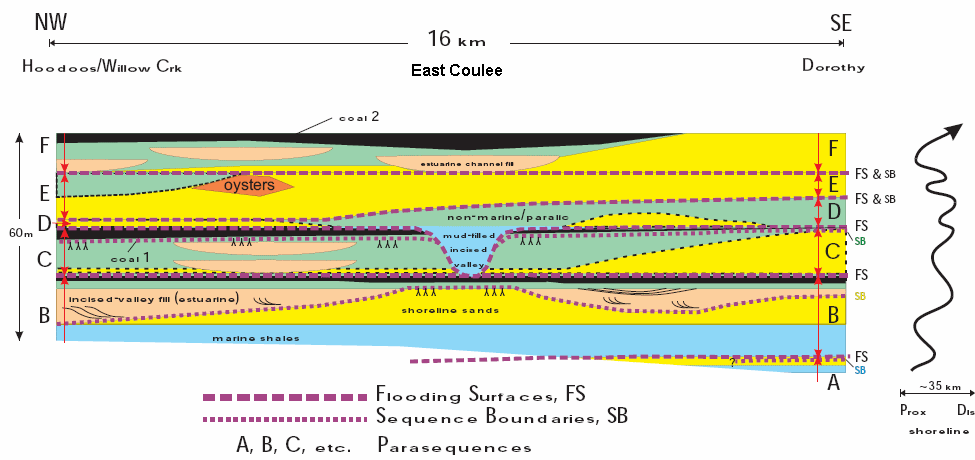 NW
SE
16 km
Hoodoos/Willow Crk
East Coulee
Dorothy
coal 2
F
F
estuarine channel fill
FS & SB
E
oysters
E
FS & SB
D
non-marine/paralic
D
60m
mud-filled
incised
valley
FS
SB
C
coal 1
C
FS
incised-valley fill (estuarine)
SB
B
shoreline sands
B
marine shales
?
FS
SB
A
~35 km
Flooding Surfaces, FS
Prox
Dis
Sequence Boundaries, SB
shoreline
A, B, C, etc. Parasequences